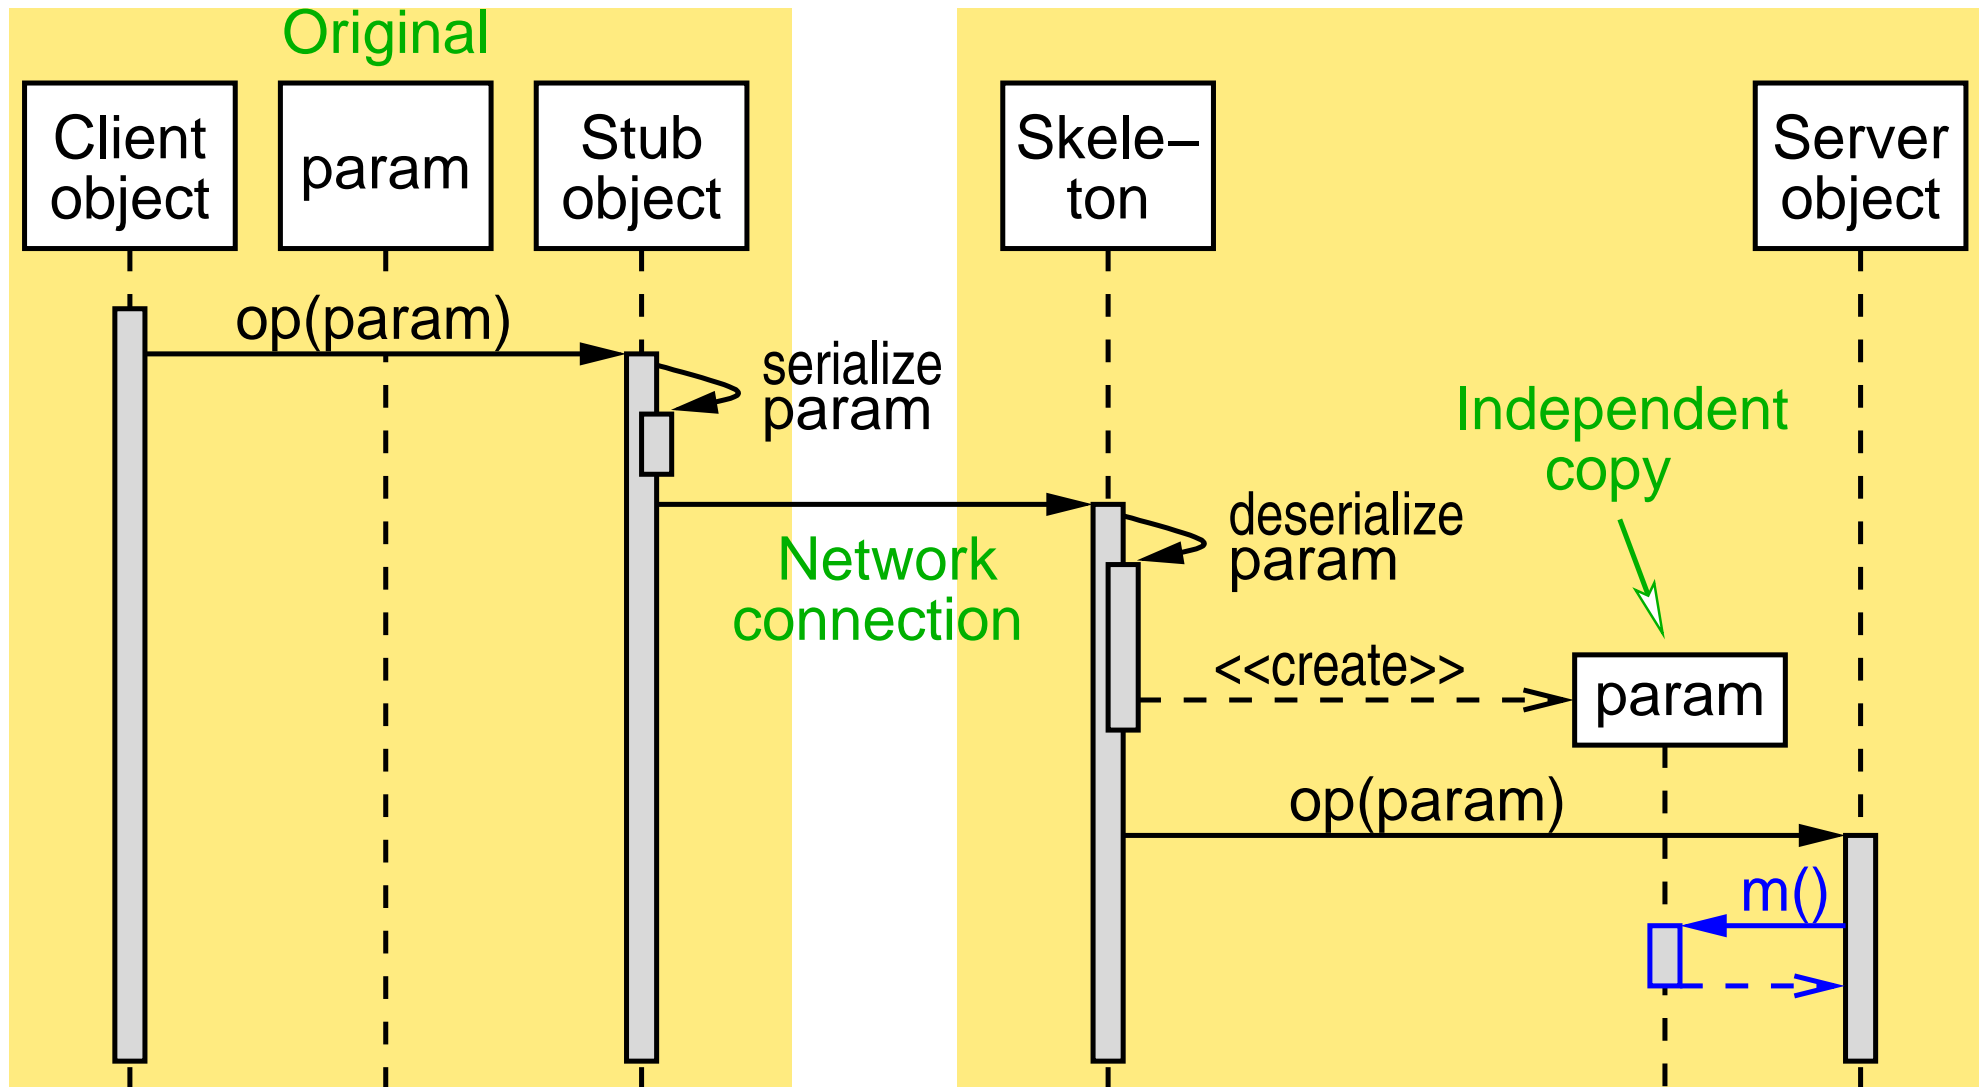 Original
Client
object
param
Stub
object
Skele–
ton
Server
object
op(param)
serialize
param
Independent
copy
deserialize
param
Network
connection
<<create>>
param
op(param)
m()